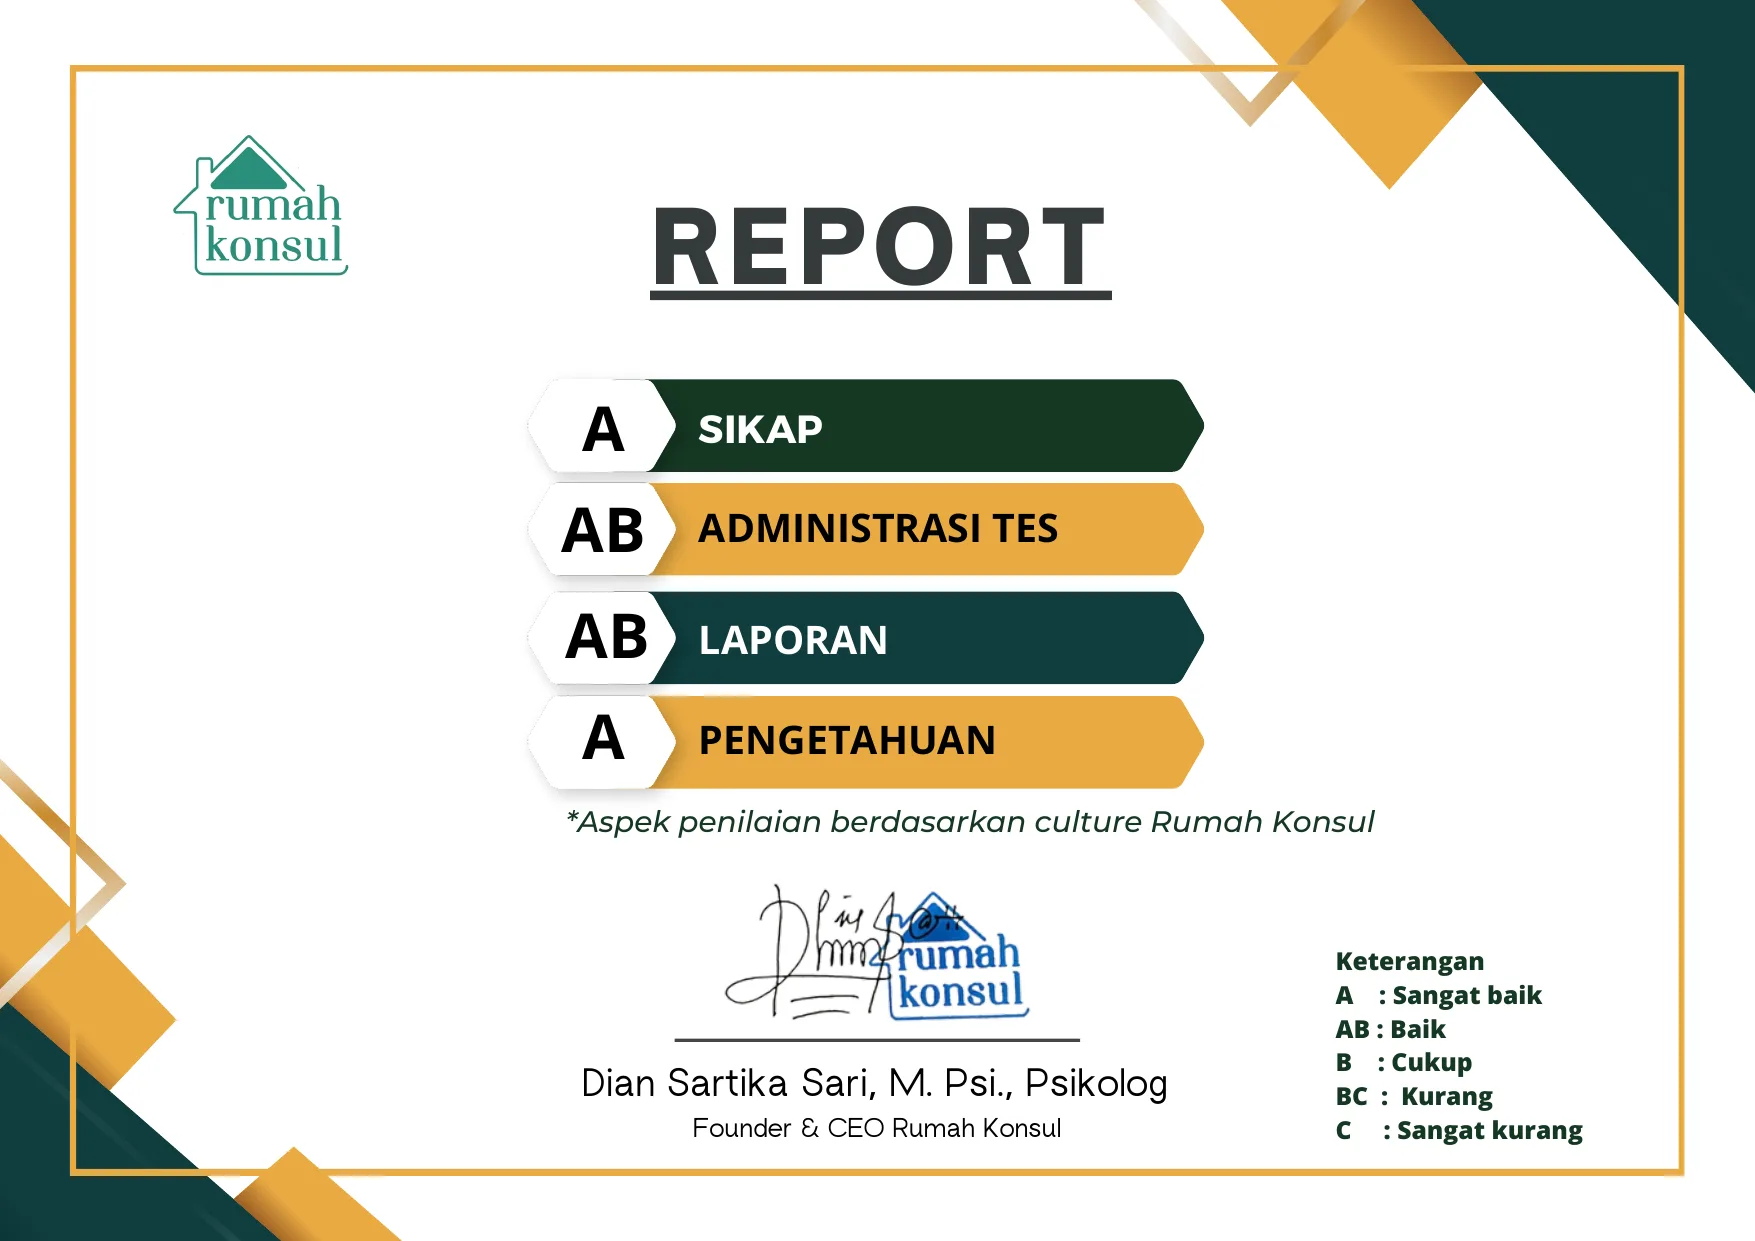 rumah
konsul
REPORT
A SIKAP
AB ADMINISTRASI TES
AB LAPORAN
A PENGETAHUAN
*Aspek penilaian berdasarkan culture Rumah Konsul
rumah
konsul
Dian Sartika Sari, M. Psi., Psikolog
Founder & CEO Rumah Konsul
Keterangan
A : Sangat baik
AB : Baik
B : Cukup
BC : Kurang
C : Sangat kurang